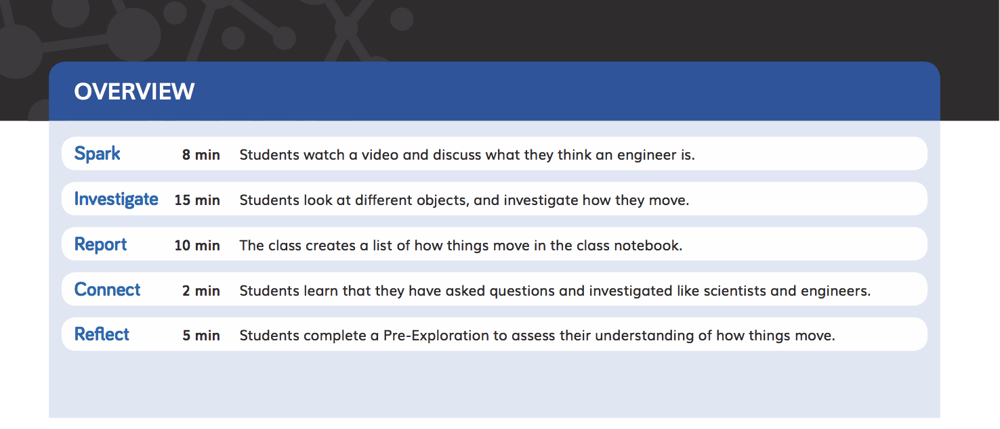 OVERVIEW
Spark 8 min Students watch a video and discuss what they think an engineer is.
Investigate 15 min Students look at different objects, and investigate how they move.
Report 10 min The class creates a list of how things move in the class notebook.
Connect 2 min Students learn that they have asked questions and investigated like scientists and engineers.
Reflect 5 min Students complete a Pre-Exploration to assess their understanding of how things move.